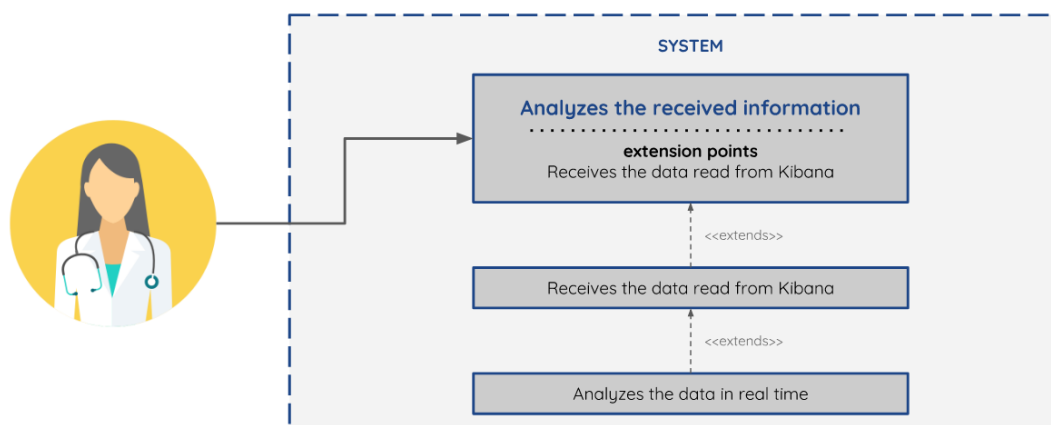 SYSTEM
Analyzes the received information
extension points
Receives the data read from Kibana
<<extends>>
Receives the data read from Kibana
<<extends>>
Analyzes the data in real time